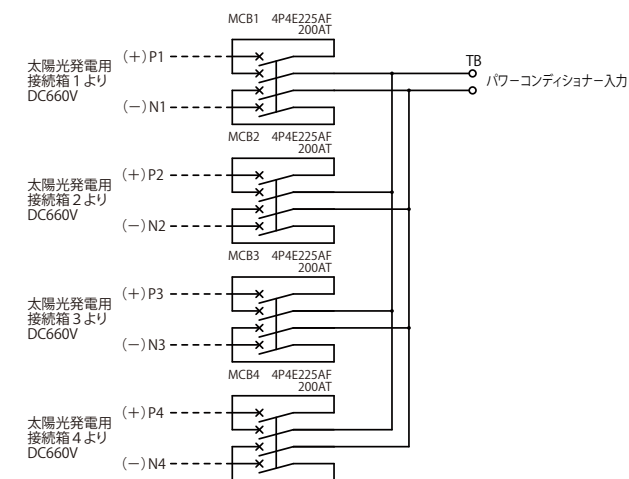 MCB1 4P4E225AF
200AT
(+)P1
太陽光発電用
接続箱1より
DC660V
(-)N1
TB
パワーコンディショナー入力
MCB2 4P4E225AF
200AT
(+)P2
太陽光発電用
接続箱2より
DC660V
(-)N2
MCB3 4P4E225AF
200AT
(+)P3
太陽光発電用
接続箱3より
DC660V
(-)N3
MCB4 4P4E225AF
200AT
(+)P4
太陽光発電用
接続箱4より
DC660V
(-)N4